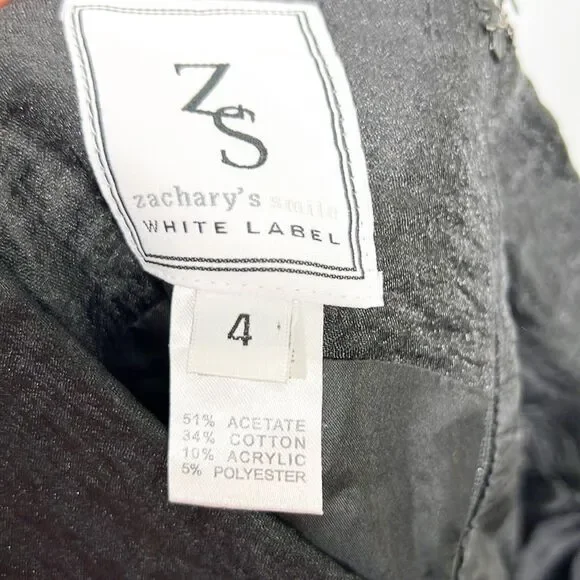 ZS
zachary's smile
WHITE LABEL
4
51% ACETATE
34% COTTON
10% ACRYLIC
5% POLYESTER